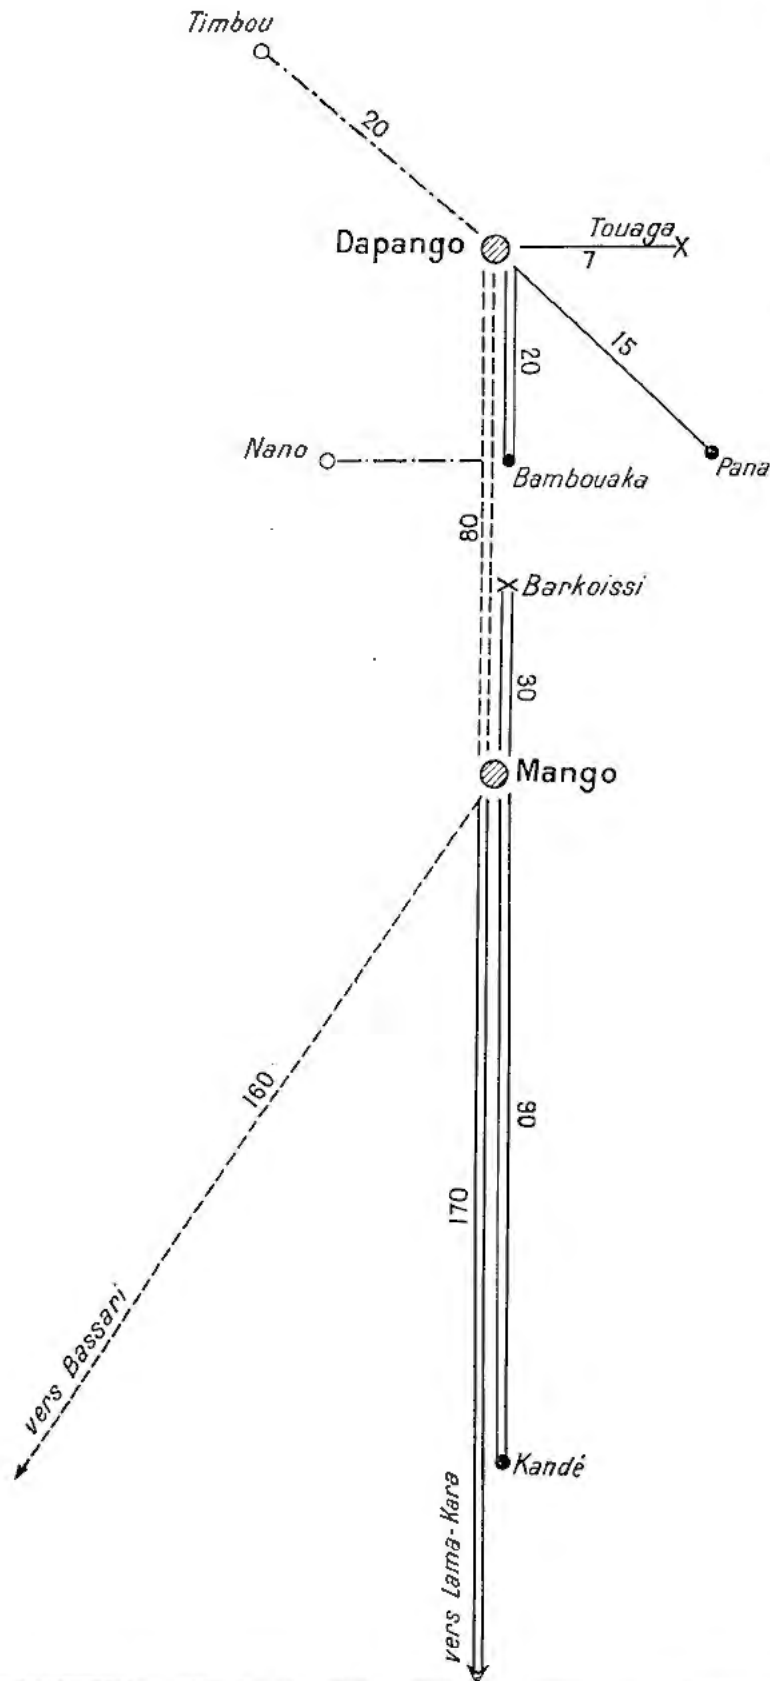 Timbou
20
Dapango
Touaga
7
15
20
Nano
Bambouaka
Pana
80
Barkoissi
30
Mango
160
90
170
vers Bassari
Kandé
vers Lama-Kara